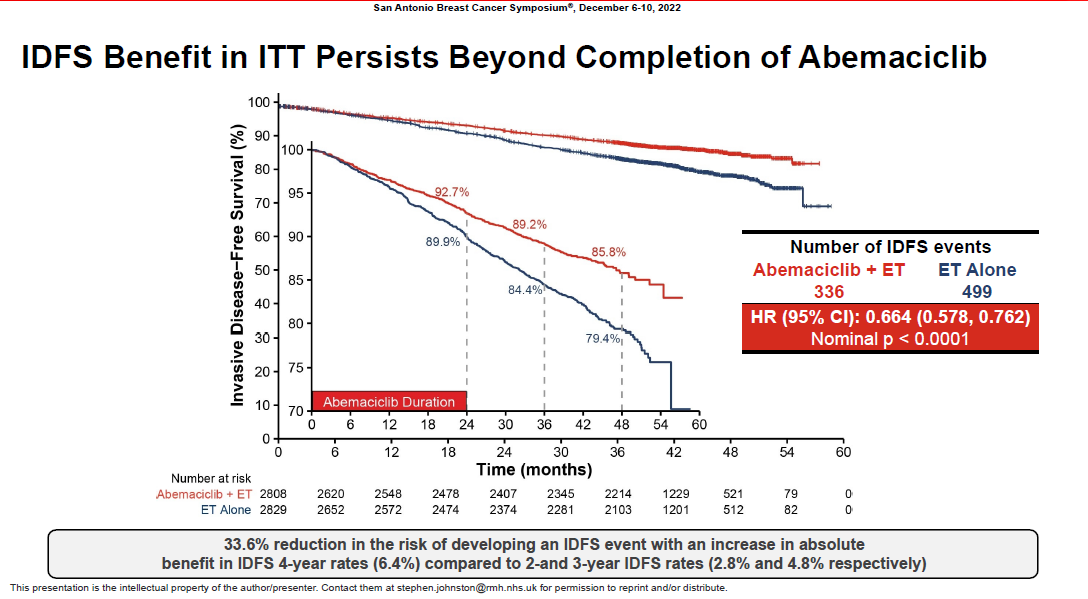 San Antonio Breast Cancer Symposium®, December 6-10, 2022
IDFS Benefit in ITT Persists Beyond Completion of Abemaciclib
Invasive Disease−Free Survival (%)
100
90
80
70
60
50
40
30
20
10
0
100
95
90
85
80
75
70
92.7%
89.2%
85.8%
89.9%
84.4%
79.4%
Abemaciclib Duration
0 6 12 18 24 30 36 42 48 54 60
0 6 12 18 24 30 36 42 48 54 60
Time (months)
Number of IDFS events
Abemaciclib + ET ET Alone
336 499
HR (95% CI): 0.664 (0.578, 0.762)
Nominal p < 0.0001
Number at risk
Abemaciclib + ET 2808 2620 2548 2478 2407 2345 2214 1229 521 79 0
ET Alone 2829 2652 2572 2474 2374 2281 2103 1201 512 82 0
33.6% reduction in the risk of developing an IDFS event with an increase in absolute
benefit in IDFS 4-year rates (6.4%) compared to 2-and 3-year IDFS rates (2.8% and 4.8% respectively)
This presentation is the intellectual property of the author/presenter. Contact them at stephen.johnston@rmh.nhs.uk for permission to reprint and/or distribute.